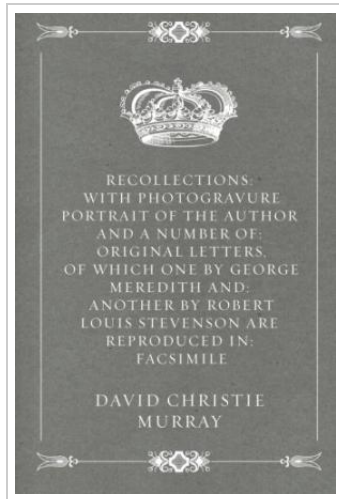 RECOLLECTIONS:
WITH PHOTOGRAVURE
PORTRAIT OF THE AUTHOR
AND A NUMBER OF:
ORIGINAL LETTERS,
OF WHICH ONE BY GEORGE
MEREDITH AND:
ANOTHER BY ROBERT
LOUIS STEVENSON ARE
REPRODUCED IN:
FACSIMILE
DAVID CHRISTIE
MURRAY